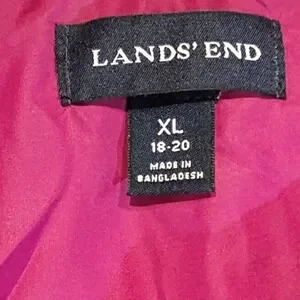 LANDS' END
XL
18-20
MADE IN
BANGLADESH